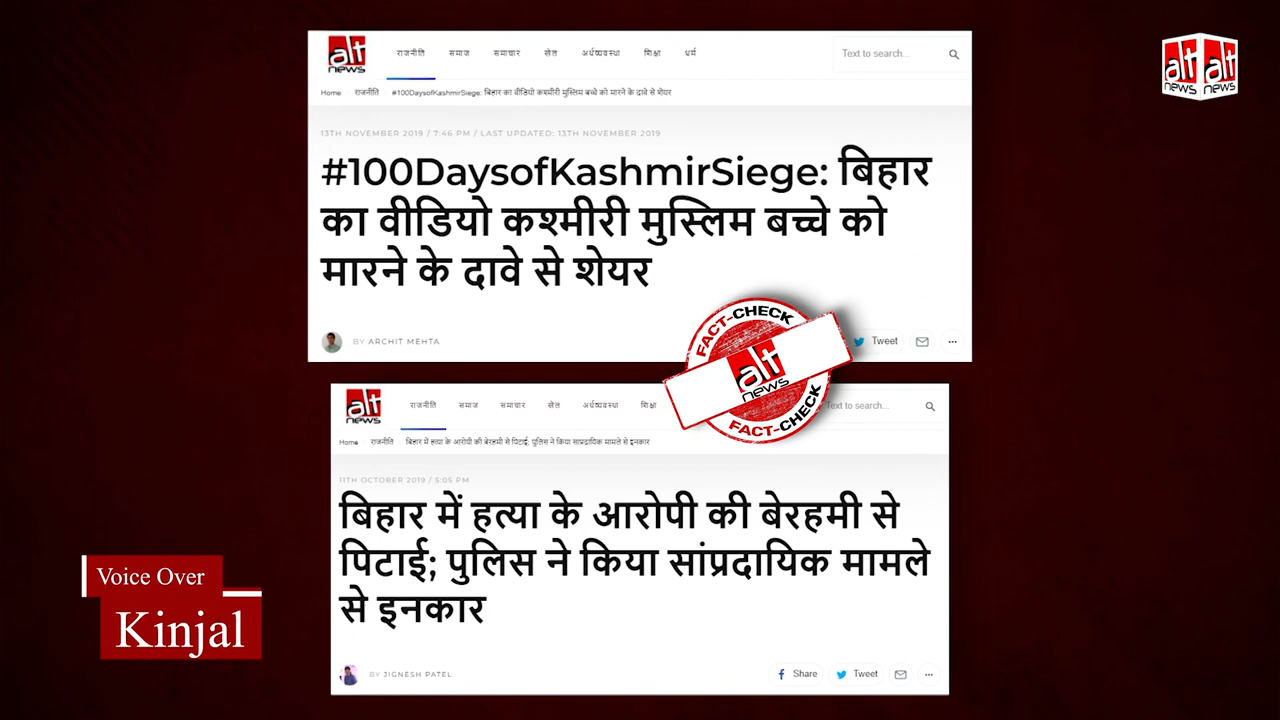 alt news
राजनीति समाज समाचार खेल अर्थव्यवस्था शिक्षा धर्म
Text to search...
alt news alt news
Home राजनीति #100DaysofKashmirSiege: बिहार का वीडियो कश्मीरी मुस्लिम बच्चे को मारने के दावे से शेयर
13TH NOVEMBER 2019 / 7:46 PM / LAST UPDATED: 13TH NOVEMBER 2019
#100DaysofKashmirSiege: बिहार
का वीडियो कश्मीरी मुस्लिम बच्चे को
मारने के दावे से शेयर
BY ARCHIT MEHTA
Tweet
FACT-CHECK
alt news
FACT-CHECK
alt news
राजनीति समाज समाचार खेल अर्थव्यवस्था शिक्षा
Text to search...
Home राजनीति बिहार में हत्या के आरोपी की बेरहमी से पिटाई; पुलिस ने किया सांप्रदायिक मामले से इनकार
11TH OCTOBER 2019 / 5:05 PM
बिहार में हत्या के आरोपी की बेरहमी से
पिटाई; पुलिस ने किया सांप्रदायिक मामले
से इनकार
BY JIGNESH PATEL
Share Tweet
Voice Over
Kinjal